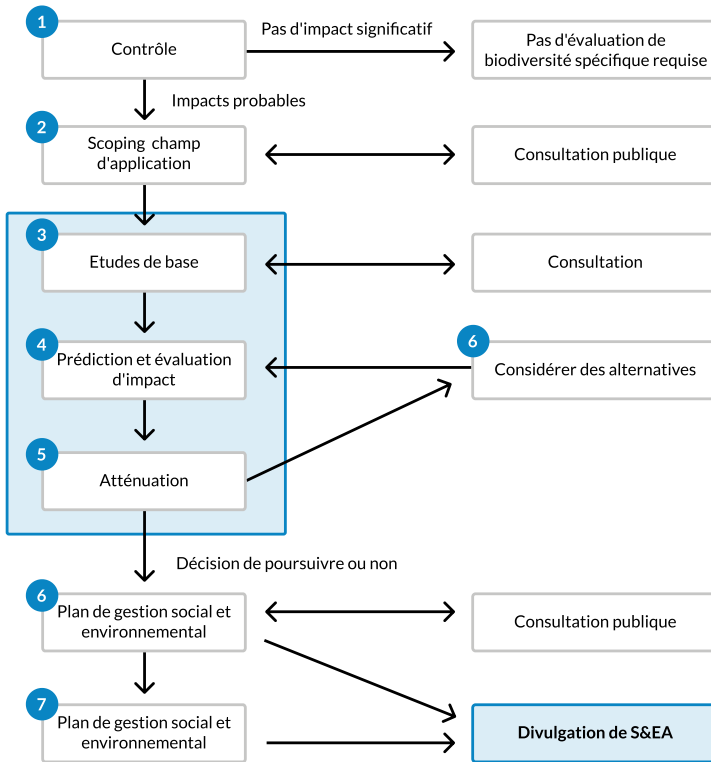 1
Contrôle
Pas d'impact significatif
Pas d'évaluation de
biodiversité spécifique requise
Impacts probables
2
Scoping champ
d'application
Consultation publique
3
Etudes de base
Consultation
4
Prédiction et évaluation
d'impact
6
Considérer des alternatives
5
Atténuation
Décision de poursuivre ou non
6
Plan de gestion social et
environnemental
Consultation publique
7
Plan de gestion social et
environnemental
Divulgation de S&EA